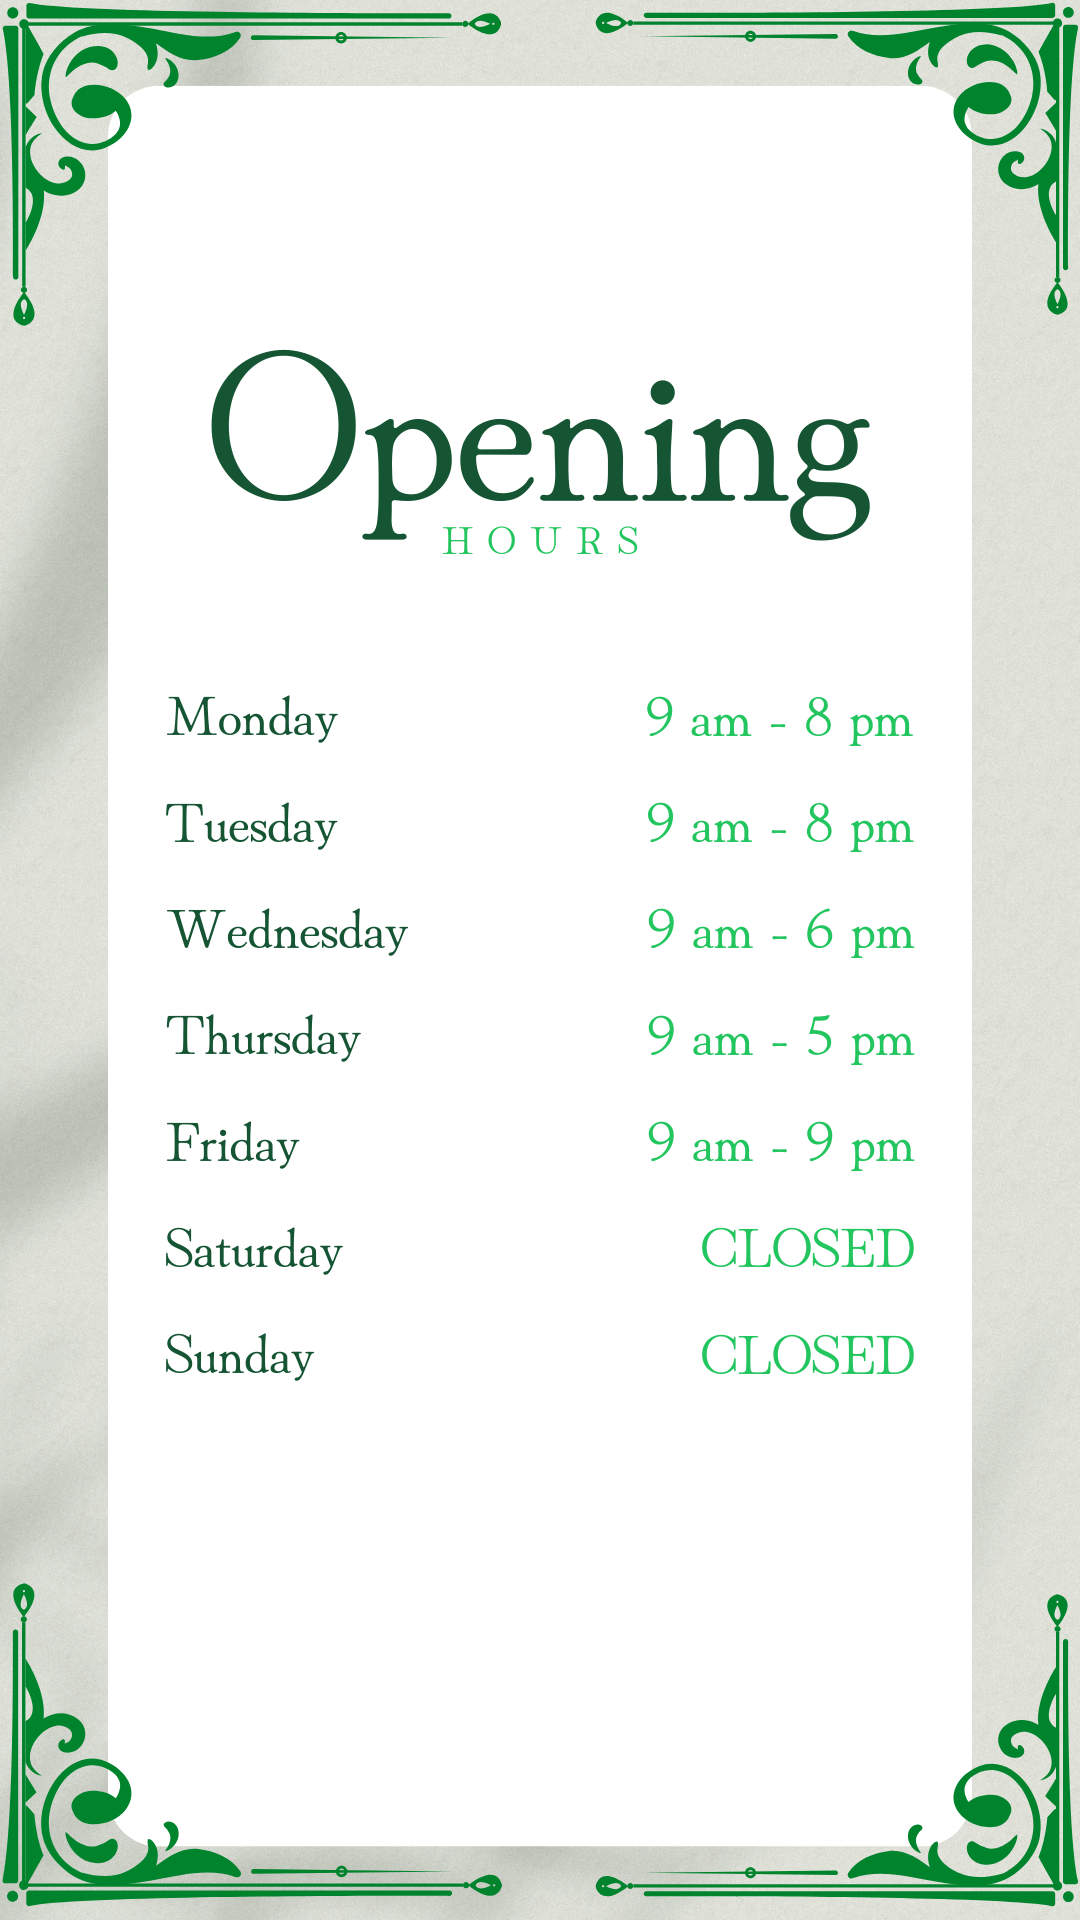 Opening
HOURS
Monday 9 am - 8 pm
Tuesday 9 am - 8 pm
Wednesday 9 am - 6 pm
Thursday 9 am - 5 pm
Friday 9 am - 9 pm
Saturday CLOSED
Sunday CLOSED